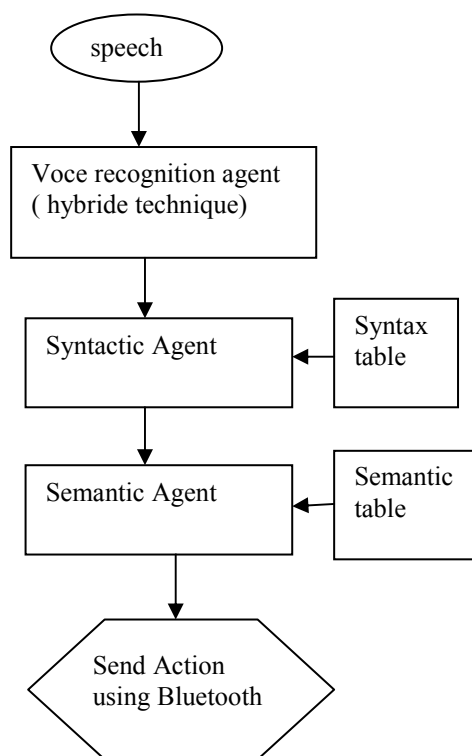 speech
Voce recognition agent
( hybride technique)
Syntactic Agent
Syntax
table
Semantic Agent
Semantic
table
Send Action
using Bluetooth